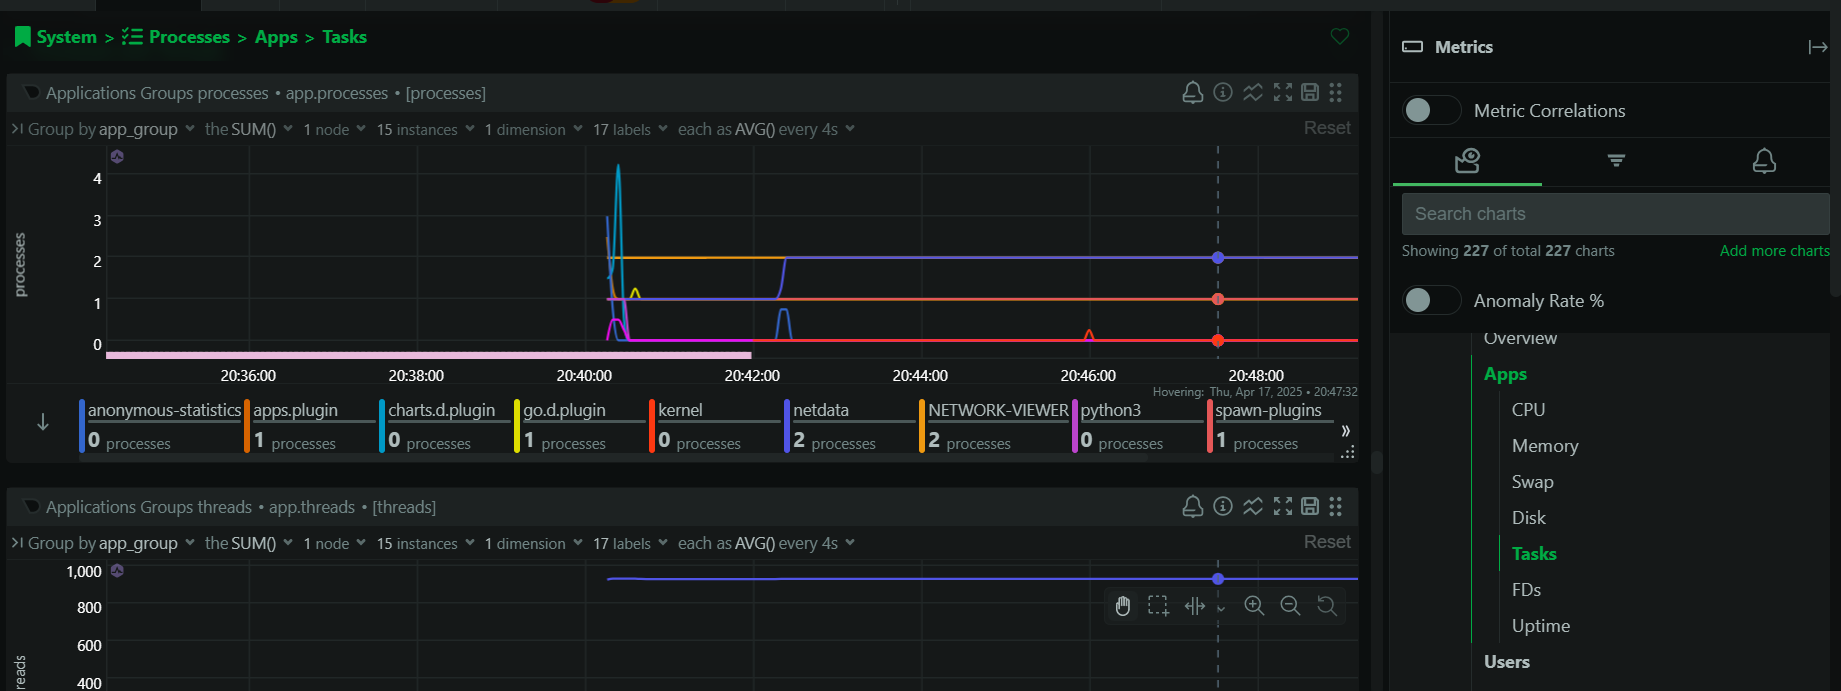 System > Processes > Apps > Tasks
Applications Groups processes • app.processes • [processes]
Group by app_group the SUM() 1 node 15 instances 1 dimension 17 labels each as AVG() every 4s Reset
processes
4
3
2
1
0
20:36:00 20:38:00 20:40:00 20:42:00 20:44:00 20:46:00 20:48:00
Hovering: Thu, Apr 17, 2025 • 20:47:32
anonymous-statistics apps.plugin charts.d.plugin go.d.plugin kernel netdata NETWORK-VIEWER python3 spawn-plugins
0 processes 1 processes 0 processes 1 processes 0 processes 2 processes 2 processes 0 processes 1 processes
Applications Groups threads • app.threads • [threads]
Group by app_group the SUM() 1 node 15 instances 1 dimension 17 labels each as AVG() every 4s Reset
1,000
800
600
400
Metrics
Metric Correlations
Search charts
Showing 227 of total 227 charts Add more charts
Anomaly Rate %
Overview
Apps
CPU
Memory
Swap
Disk
Tasks
FDs
Uptime
Users